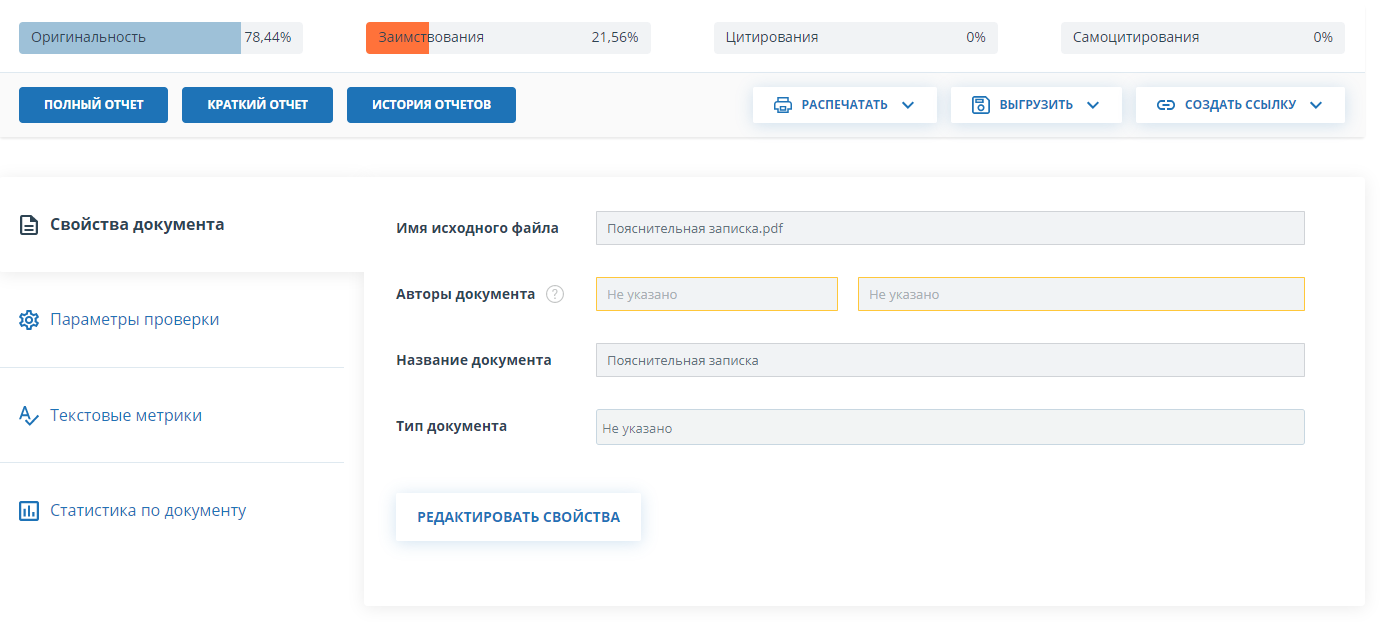 Оригинальность 78,44% Заимствования 21,56% Цитирования 0% Самоцитирования 0%
ПОЛНЫЙ ОТЧЕТ КРАТКИЙ ОТЧЕТ ИСТОРИЯ ОТЧЕТОВ РАСПЕЧАТАТЬ ВЫГРУЗИТЬ СОЗДАТЬ ССЫЛКУ
Свойства документа
Параметры проверки
Текстовые метрики
Статистика по документу
Имя исходного файла Пояснительная записка.pdf
Авторы документа ? Не указано Не указано
Название документа Пояснительная записка
Тип документа Не указано
РЕДАКТИРОВАТЬ СВОЙСТВА